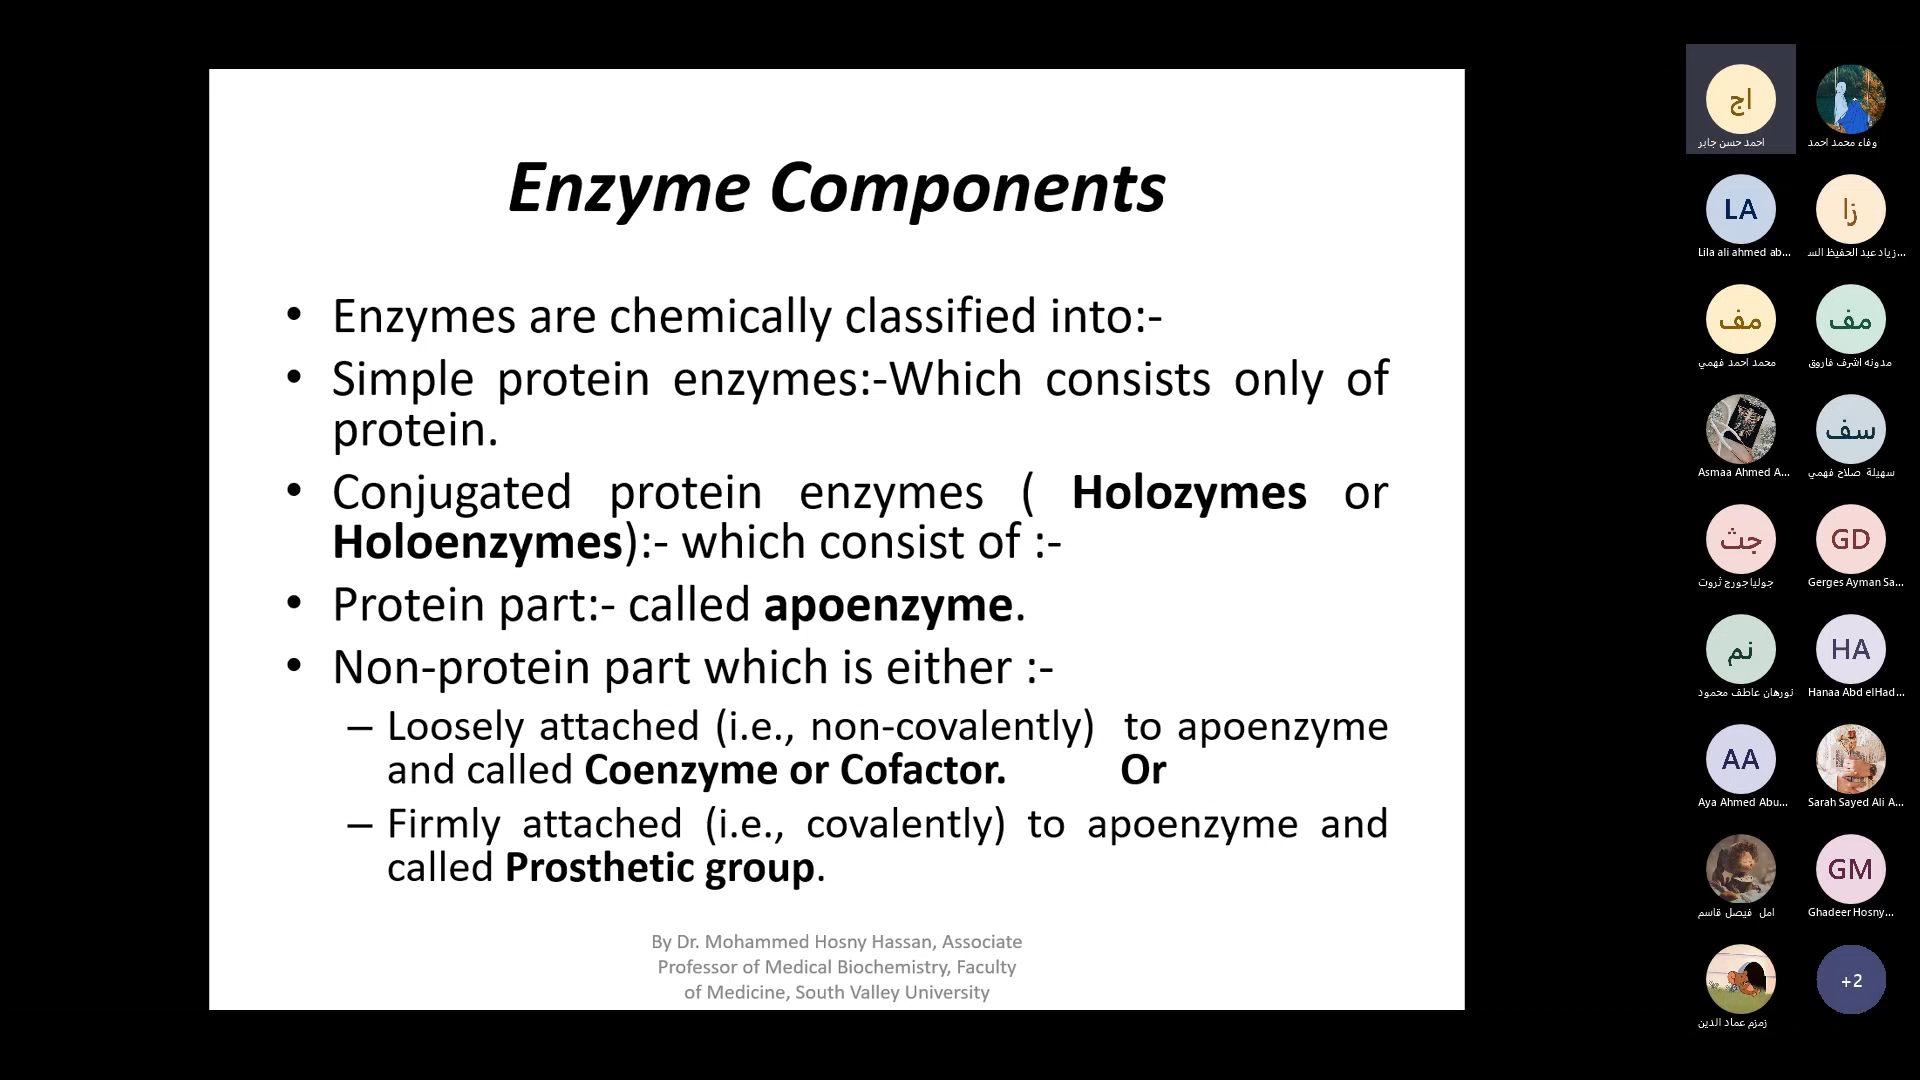 Enzyme Components
• Enzymes are chemically classified into:-
• Simple protein enzymes:-Which consists only of
protein.
• Conjugated protein enzymes ( Holozymes or
Holoenzymes):- which consist of :-
• Protein part:- called apoenzyme.
• Non-protein part which is either :-
– Loosely attached (i.e., non-covalently) to apoenzyme
and called Coenzyme or Cofactor. Or
– Firmly attached (i.e., covalently) to apoenzyme and
called Prosthetic group.
By Dr. Mohammed Hosny Hassan, Associate
Professor of Medical Biochemistry, Faculty
of Medicine, South Valley University
اج
احمد حسن جابر
وفاء محمد احمد
LA
Lila ali ahmed ab...
زا
زياد عبد الحفيظ الس...
مف
محمد احمد فهمي
مف
مدونه اشرف فاروق
Asmaa Ahmed A...
سف
سهيلة صلاح فهمي
جث
جولياجورج ثروت
GD
Gerges Ayman Sa...
نم
نورهان عاطف محمود
HA
Hanaa Abd elHad...
AA
Aya Ahmed Abu...
Sarah Sayed Ali A...
امل فيصل قاسم
GM
Ghadeer Hosny...
زمزم عماد الدين
+2